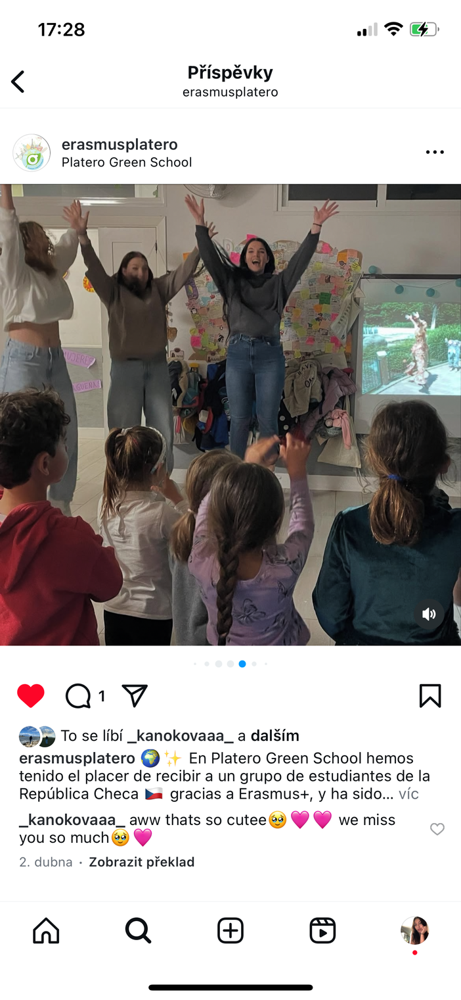 17:28
Příspěvky
erasmusplatero
erasmusplatero
Platero Green School
MUJERES
HAVE
1
To se líbí _kanokovaaa_ a dalším
erasmusplatero 🌍✨ En Platero Green School hemos
tenido el placer de recibir a un grupo de estudiantes de la
República Checa 🇨🇿 gracias a Erasmus+, y ha sido... víc
_kanokovaaa_ aww thats so cutee🥹🩷🩷 we miss
you so much🥹🩷
2. dubna · Zobrazit překlad